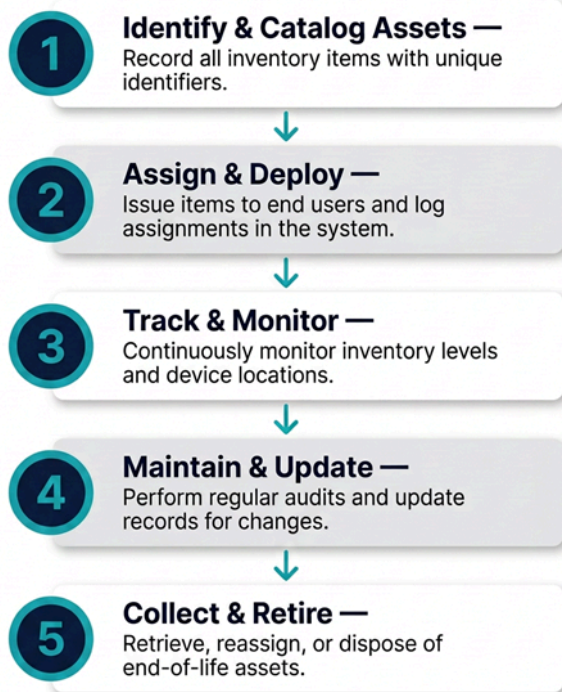 1
Identify & Catalog Assets —
Record all inventory items with unique
identifiers.
2
Assign & Deploy —
Issue items to end users and log
assignments in the system.
3
Track & Monitor —
Continuously monitor inventory levels
and device locations.
4
Maintain & Update —
Perform regular audits and update
records for changes.
5
Collect & Retire —
Retrieve, reassign, or dispose of
end-of-life assets.